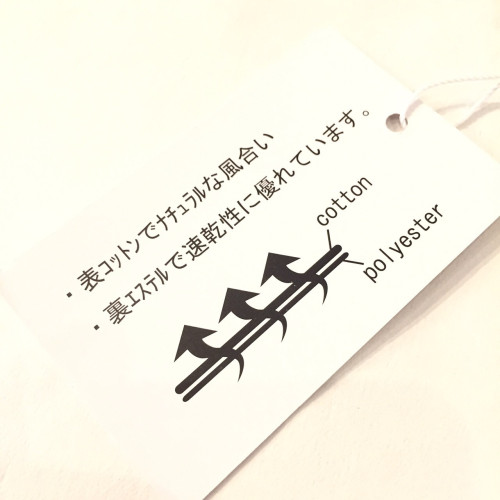 ・表ｺｯﾄﾝでﾅﾁｭﾗﾙな風合い
・裏ｴｽﾃﾙで速乾性に優れています。
cotton
polyester